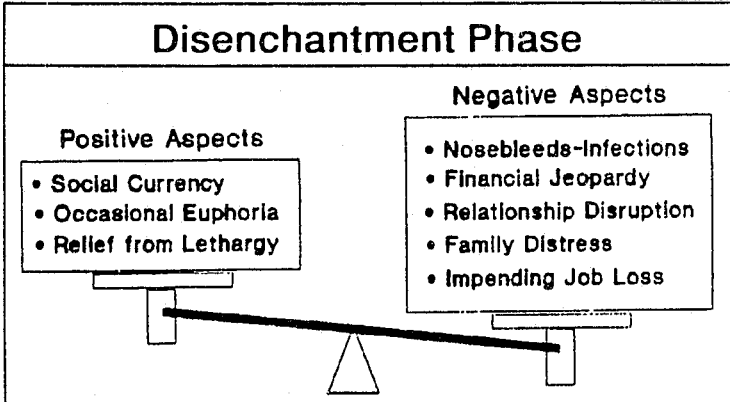 Disenchantment Phase
Positive Aspects
• Social Currency
• Occasional Euphoria
• Relief from Lethargy
Negative Aspects
• Nosebleeds-Infections
• Financial Jeopardy
• Relationship Disruption
• Family Distress
• Impending Job Loss